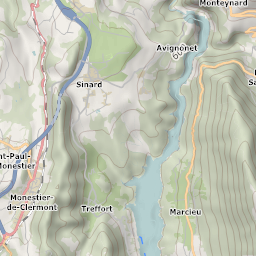 Monteynard
Avignonet
Sinard
nt-Paul-
Monestier
Monestier-
de-Clermont
Treffort
Marcieu